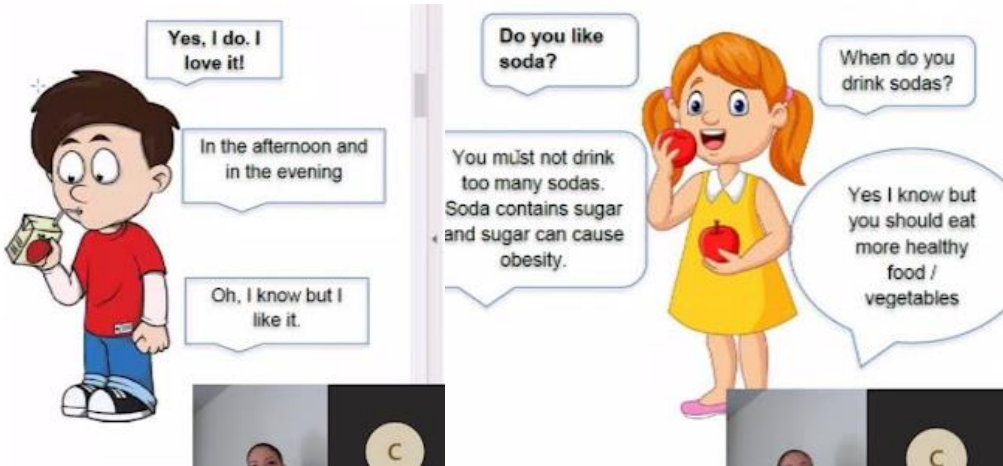 Yes, I do. I
love it!
In the afternoon and
in the evening
Oh, I know but I
like it.
C
Do you like
soda?
When do you
drink sodas?
You must not drink
too many sodas.
Soda contains sugar
and sugar can cause
obesity.
Yes I know but
you should eat
more healthy
food /
vegetables
C